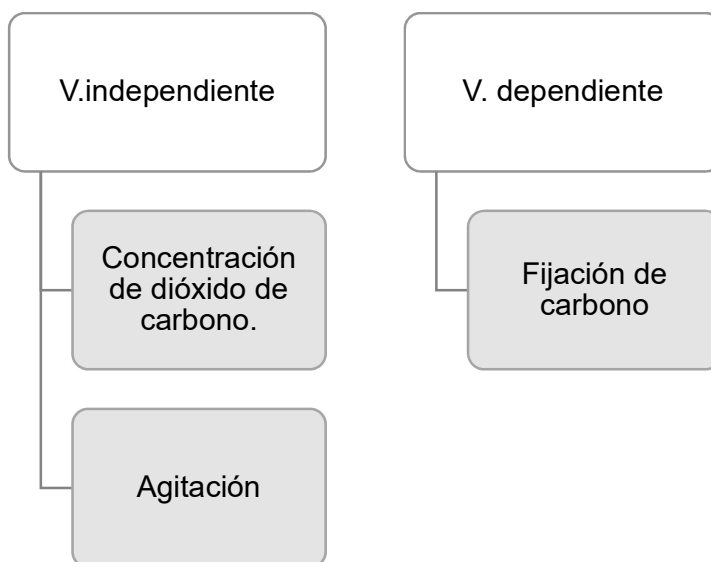 V.independiente
Concentración
de dióxido de
carbono.
Agitación
V. dependiente
Fijación de
carbono